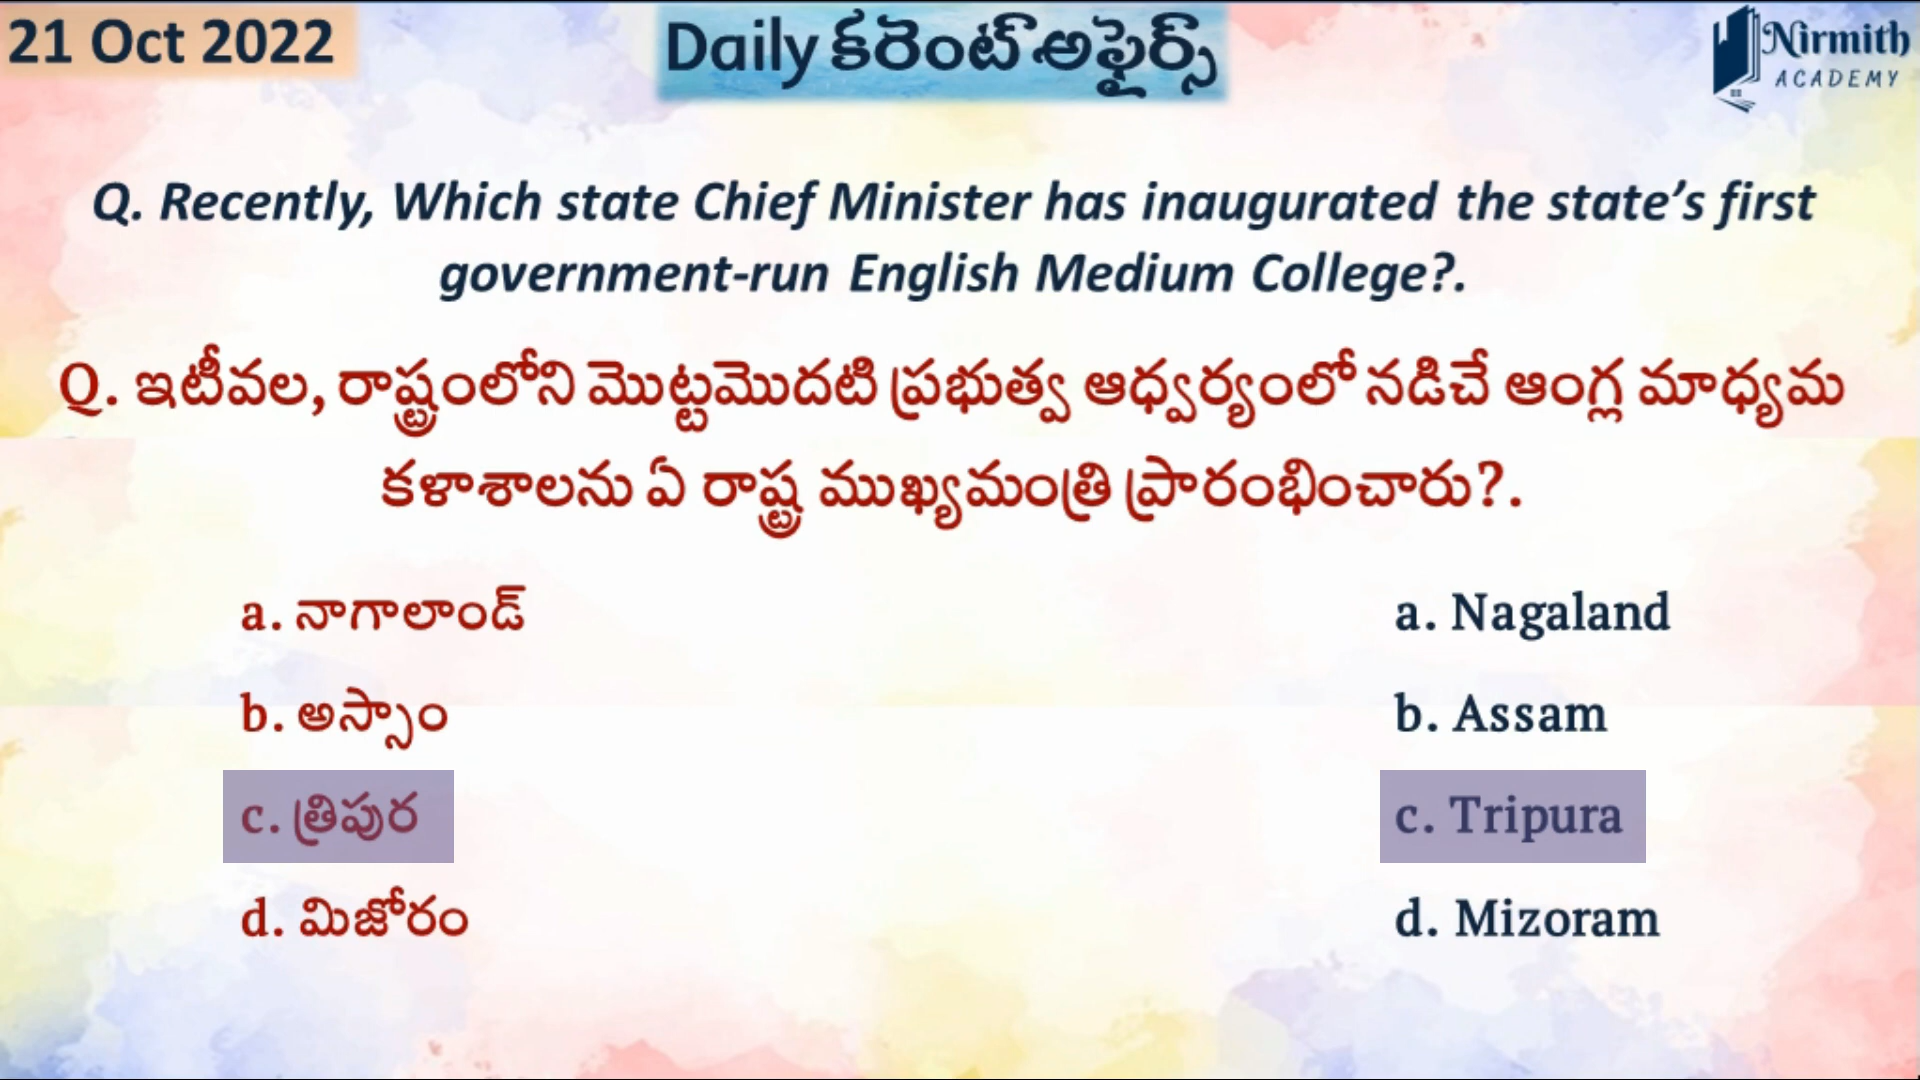 21 Oct 2022
Daily కరెంట్ అఫైర్స్
Nirmith
ACADEMY
Q. Recently, Which state Chief Minister has inaugurated the state’s first
government-run English Medium College?.
Q. ఇటీవల, రాష్ట్రంలోని మొట్టమొదటి ప్రభుత్వ ఆధ్వర్యంలో నడిచే ఆంగ్ల మాధ్యమ
కళాశాలను ఏ రాష్ట్ర ముఖ్యమంత్రి ప్రారంభించారు?.
a. నాగాలాండ్
b. అస్సాం
c. త్రిపుర
d. మిజోరం
a. Nagaland
b. Assam
c. Tripura
d. Mizoram